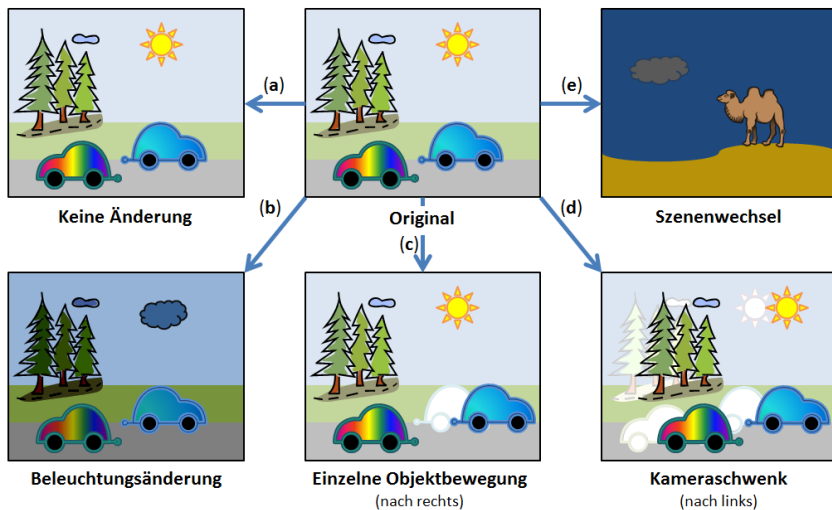 (a)
(e)
Keine Änderung
(b)
Original
(d)
Szenenwechsel
(c)
Beleuchtungsänderung
Einzelne Objektbewegung
(nach rechts)
Kameraschwenk
(nach links)